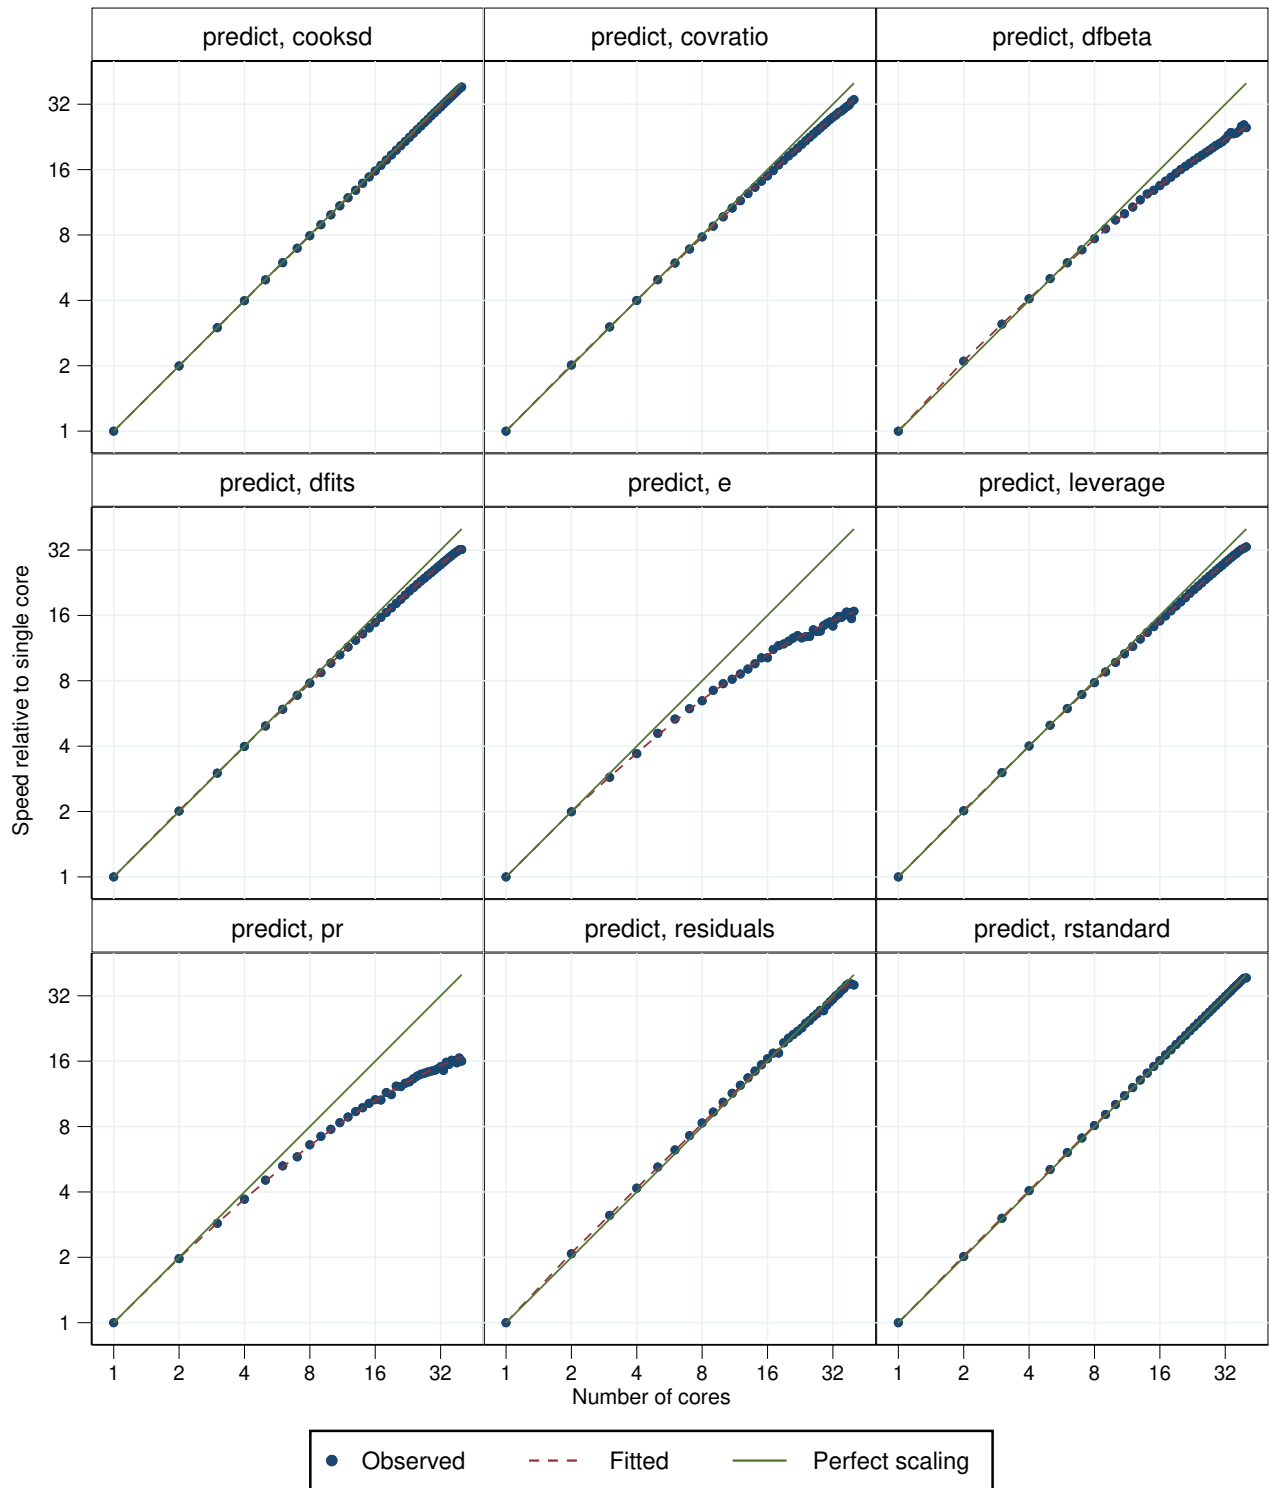 predict, cooksd
predict, covratio
predict, dfbeta
32
16
8
4
2
1
predict, dfits
predict, e
predict, leverage
32
16
8
4
2
1
Speed relative to single core
predict, pr
predict, residuals
predict, rstandard
32
16
8
4
2
1
1 2 4 8 16 32 1 2 4 8 16 32 1 2 4 8 16 32
Number of cores
Observed Fitted Perfect scaling